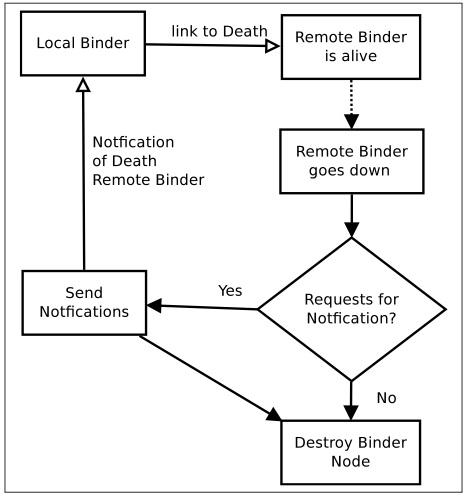 Local Binder
link to Death
Remote Binder
is alive
Notfication
of Death
Remote Binder
Remote Binder
goes down
Send
Notfications
Yes
Requests for
Notfication?
No
Destroy Binder
Node